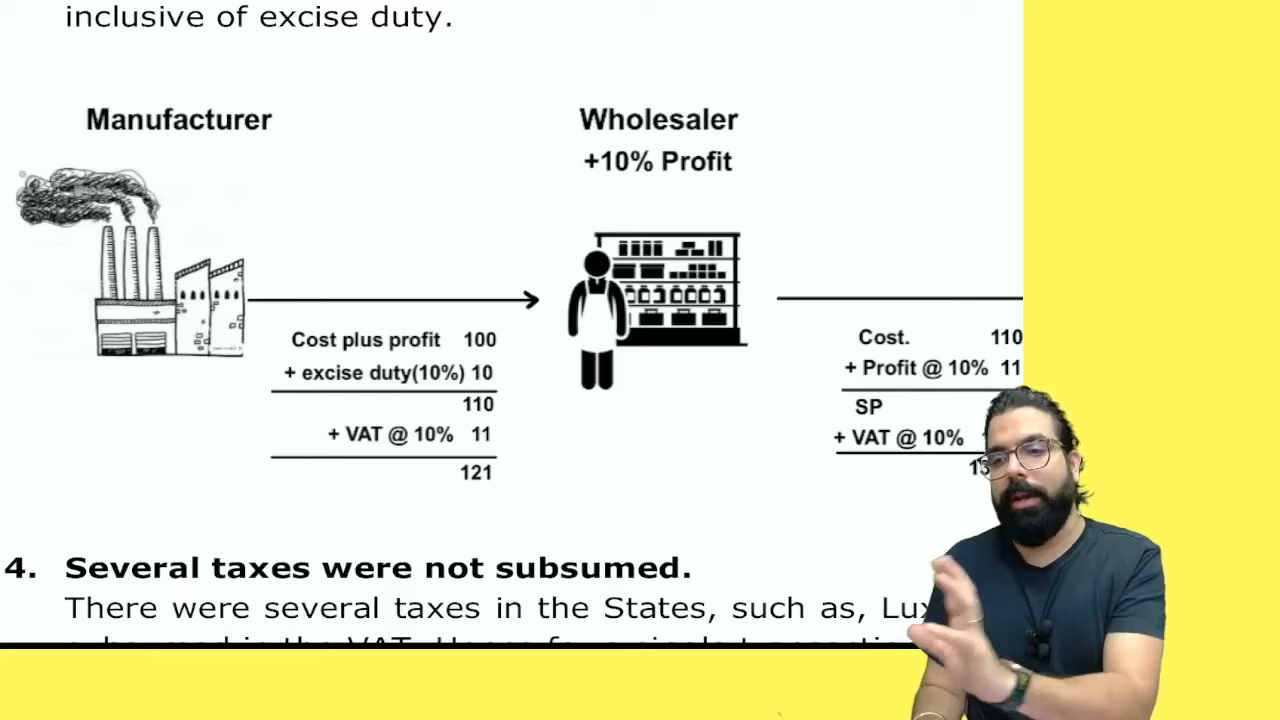 inclusive of excise duty.
Manufacturer
Wholesaler
+10% Profit
Cost plus profit 100
+ excise duty(10%) 10
110
+ VAT @ 10% 11
121
Cost. 110
+ Profit @ 10% 11
SP
+ VAT @ 10%
4. Several taxes were not subsumed.
There were several taxes in the States, such as,